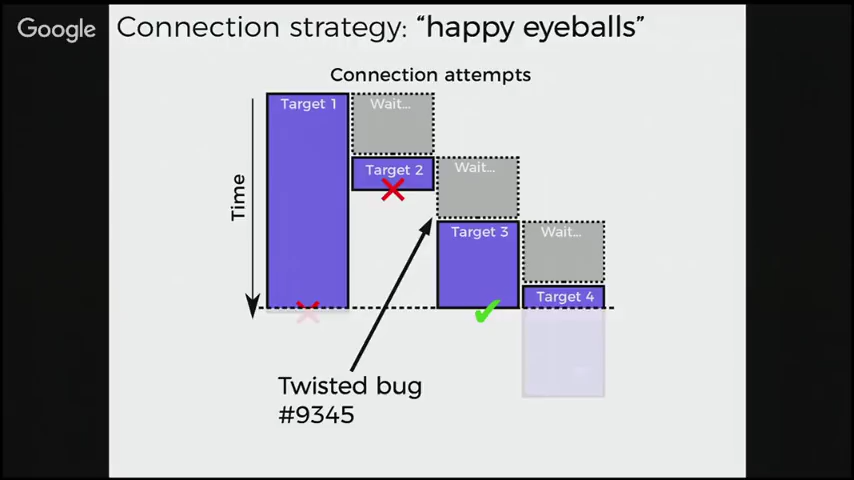 Google
Connection strategy: “happy eyeballs”
Connection attempts
Target 1
Wait...
Target 2
Wait...
Target 3
Wait...
Target 4
Time
Twisted bug
#9345